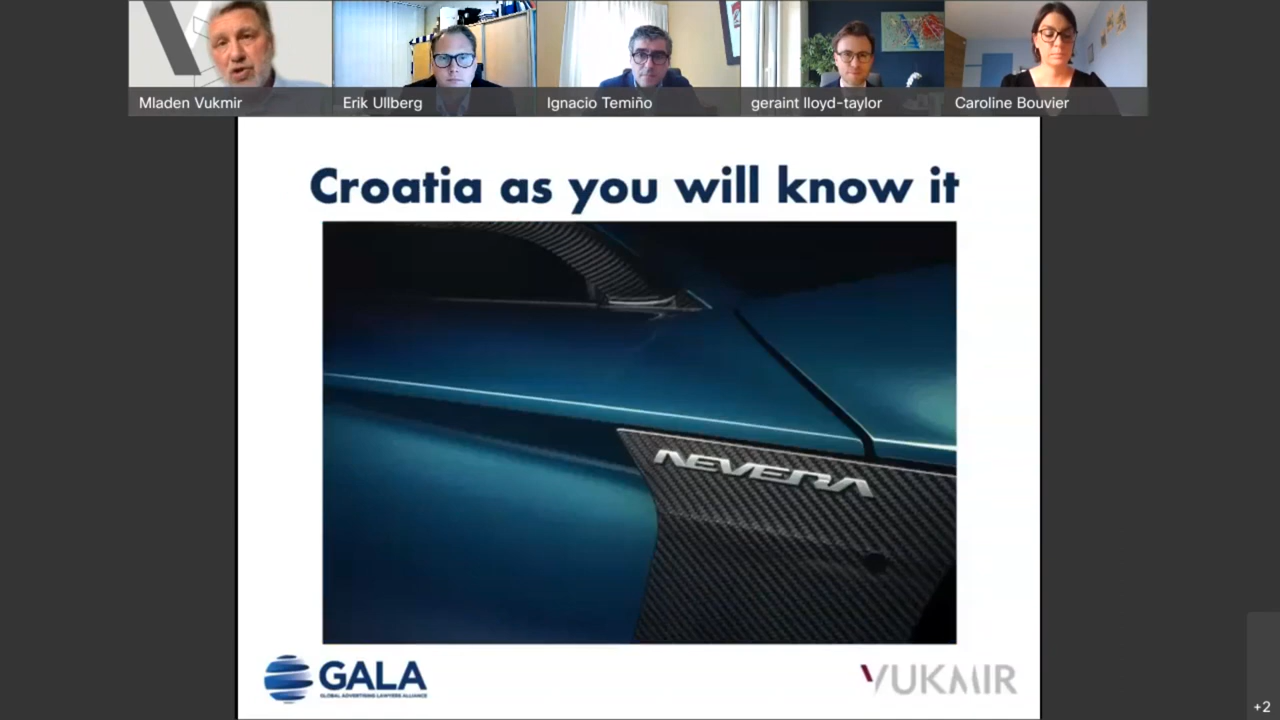 Mladen Vukmir
Erik Ullberg
Ignacio Temiño
geraint lloyd-taylor
Caroline Bouvier
Croatia as you will know it
NEVERA
GALA
GLOBAL ADVERTISING LAWYERS ALLIANCE
VUKMIR
+2